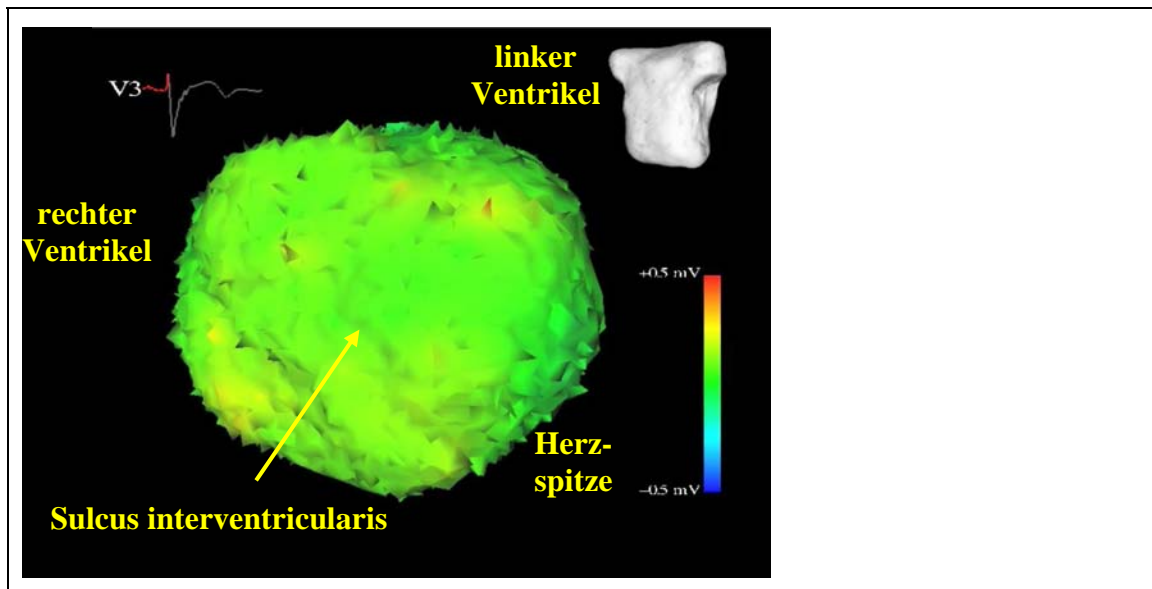 linker
Ventrikel
V3
rechter
Ventrikel
+0.5 mV
Herz-
spitze
–0.5 mV
Sulcus interventricularis